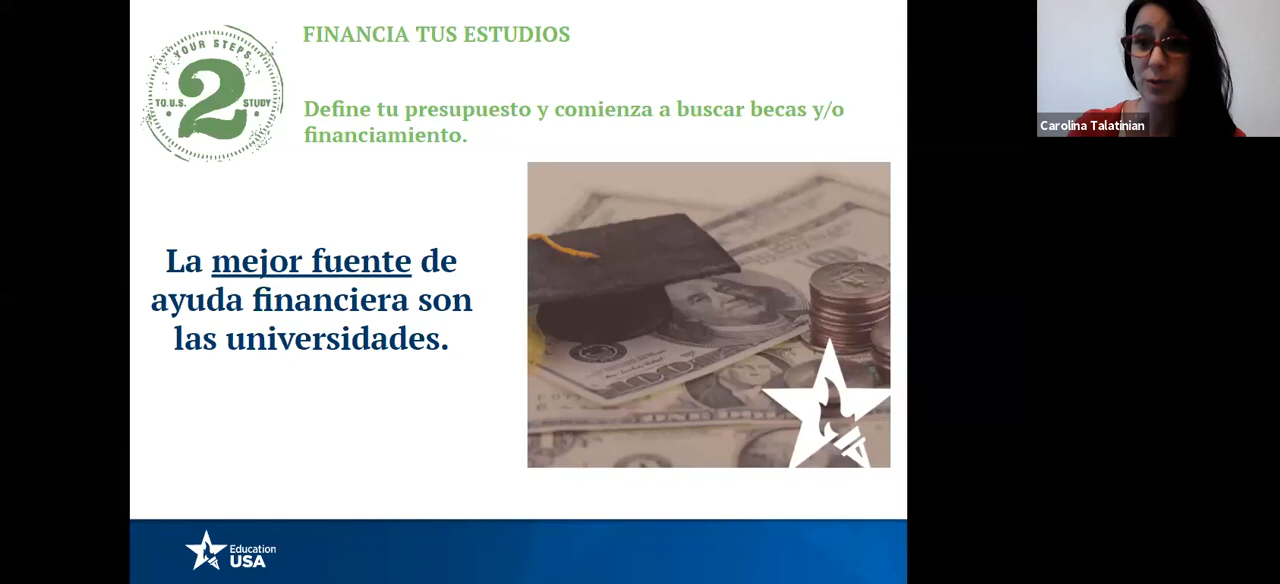 YOUR STEPS
2
TO U.S. STUDY
FINANCIA TUS ESTUDIOS
Define tu presupuesto y comienza a buscar becas y/o
financiamiento.
La mejor fuente de
ayuda financiera son
las universidades.
100
Education
USA
Carolina Talatinian